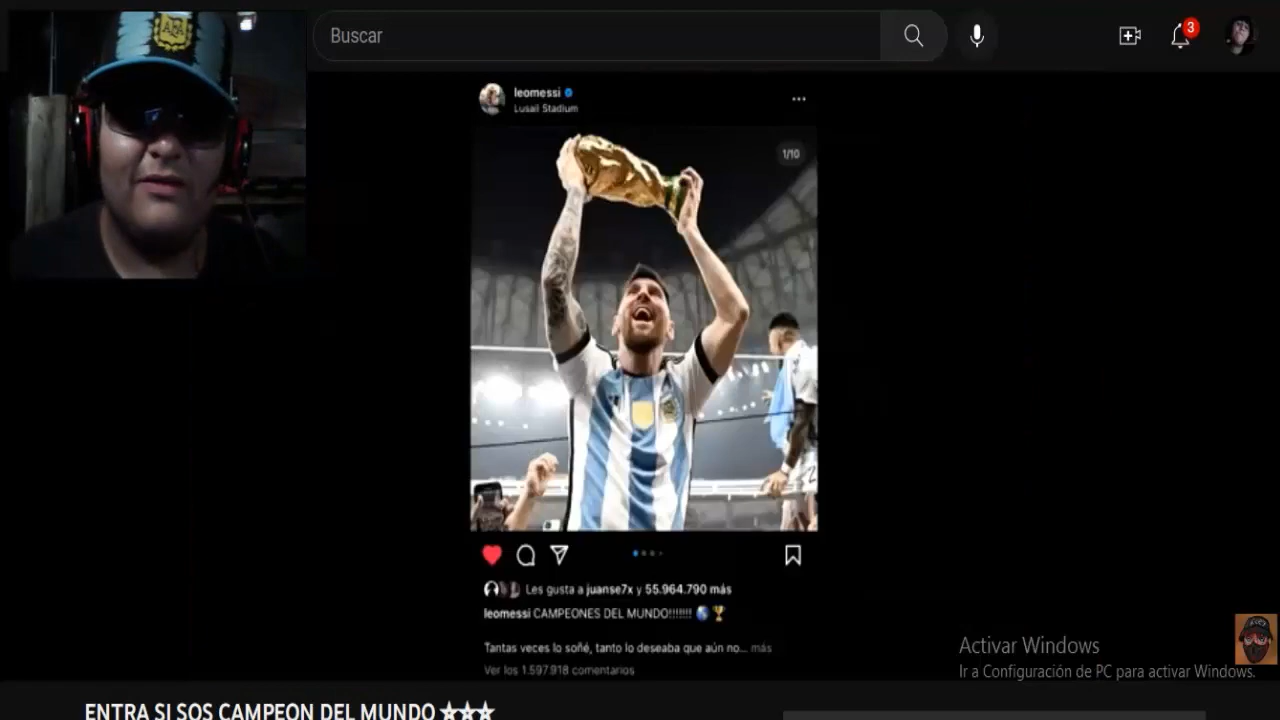 AFA
Buscar
3
leomessi
Lusail Stadium
1/10
Les gusta a juanse7x y 55.964.790 más
leomessi CAMPEONES DEL MUNDO!!!!!!! 🌎🏆
Tantas veces lo soñé, tanto lo deseaba que aún no... más
Ver los 1.597.918 comentarios
Activar Windows
Ir a Configuración de PC para activar Windows.
ENTRA SI SOS CAMPEON DEL MUNDO ★★★